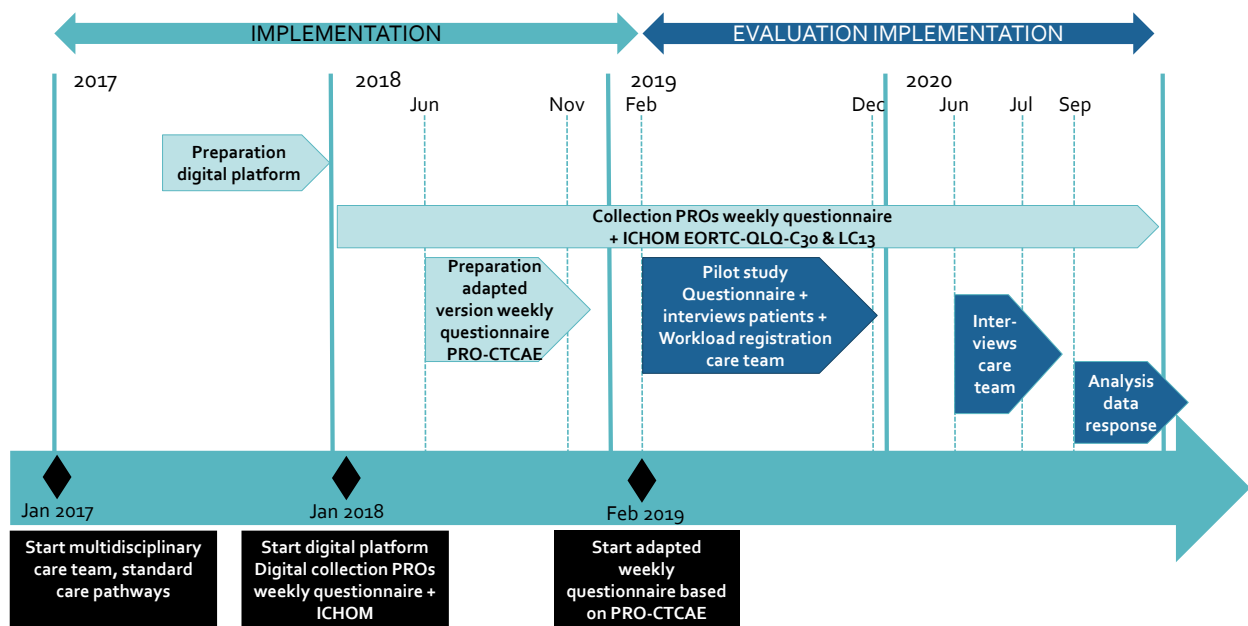 IMPLEMENTATION
EVALUATION IMPLEMENTATION
2017
2018
2019
2020
Jun
Nov
Feb
Dec
Jun
Jul
Sep
Preparation
digital platform
Collection PROs weekly questionnaire
+ ICHOM EORTC-QLQ-C30 & LC13
Preparation
adapted
version weekly
questionnaire
PRO-CTCAE
Pilot study
Questionnaire +
interviews patients +
Workload registration
care team
Inter-
views
care
team
Analysis
data
response
Jan 2017
Jan 2018
Feb 2019
Start multidisciplinary
care team, standard
care pathways
Start digital platform
Digital collection PROs
weekly questionnaire +
ICHOM
Start adapted
weekly
questionnaire based
on PRO-CTCAE